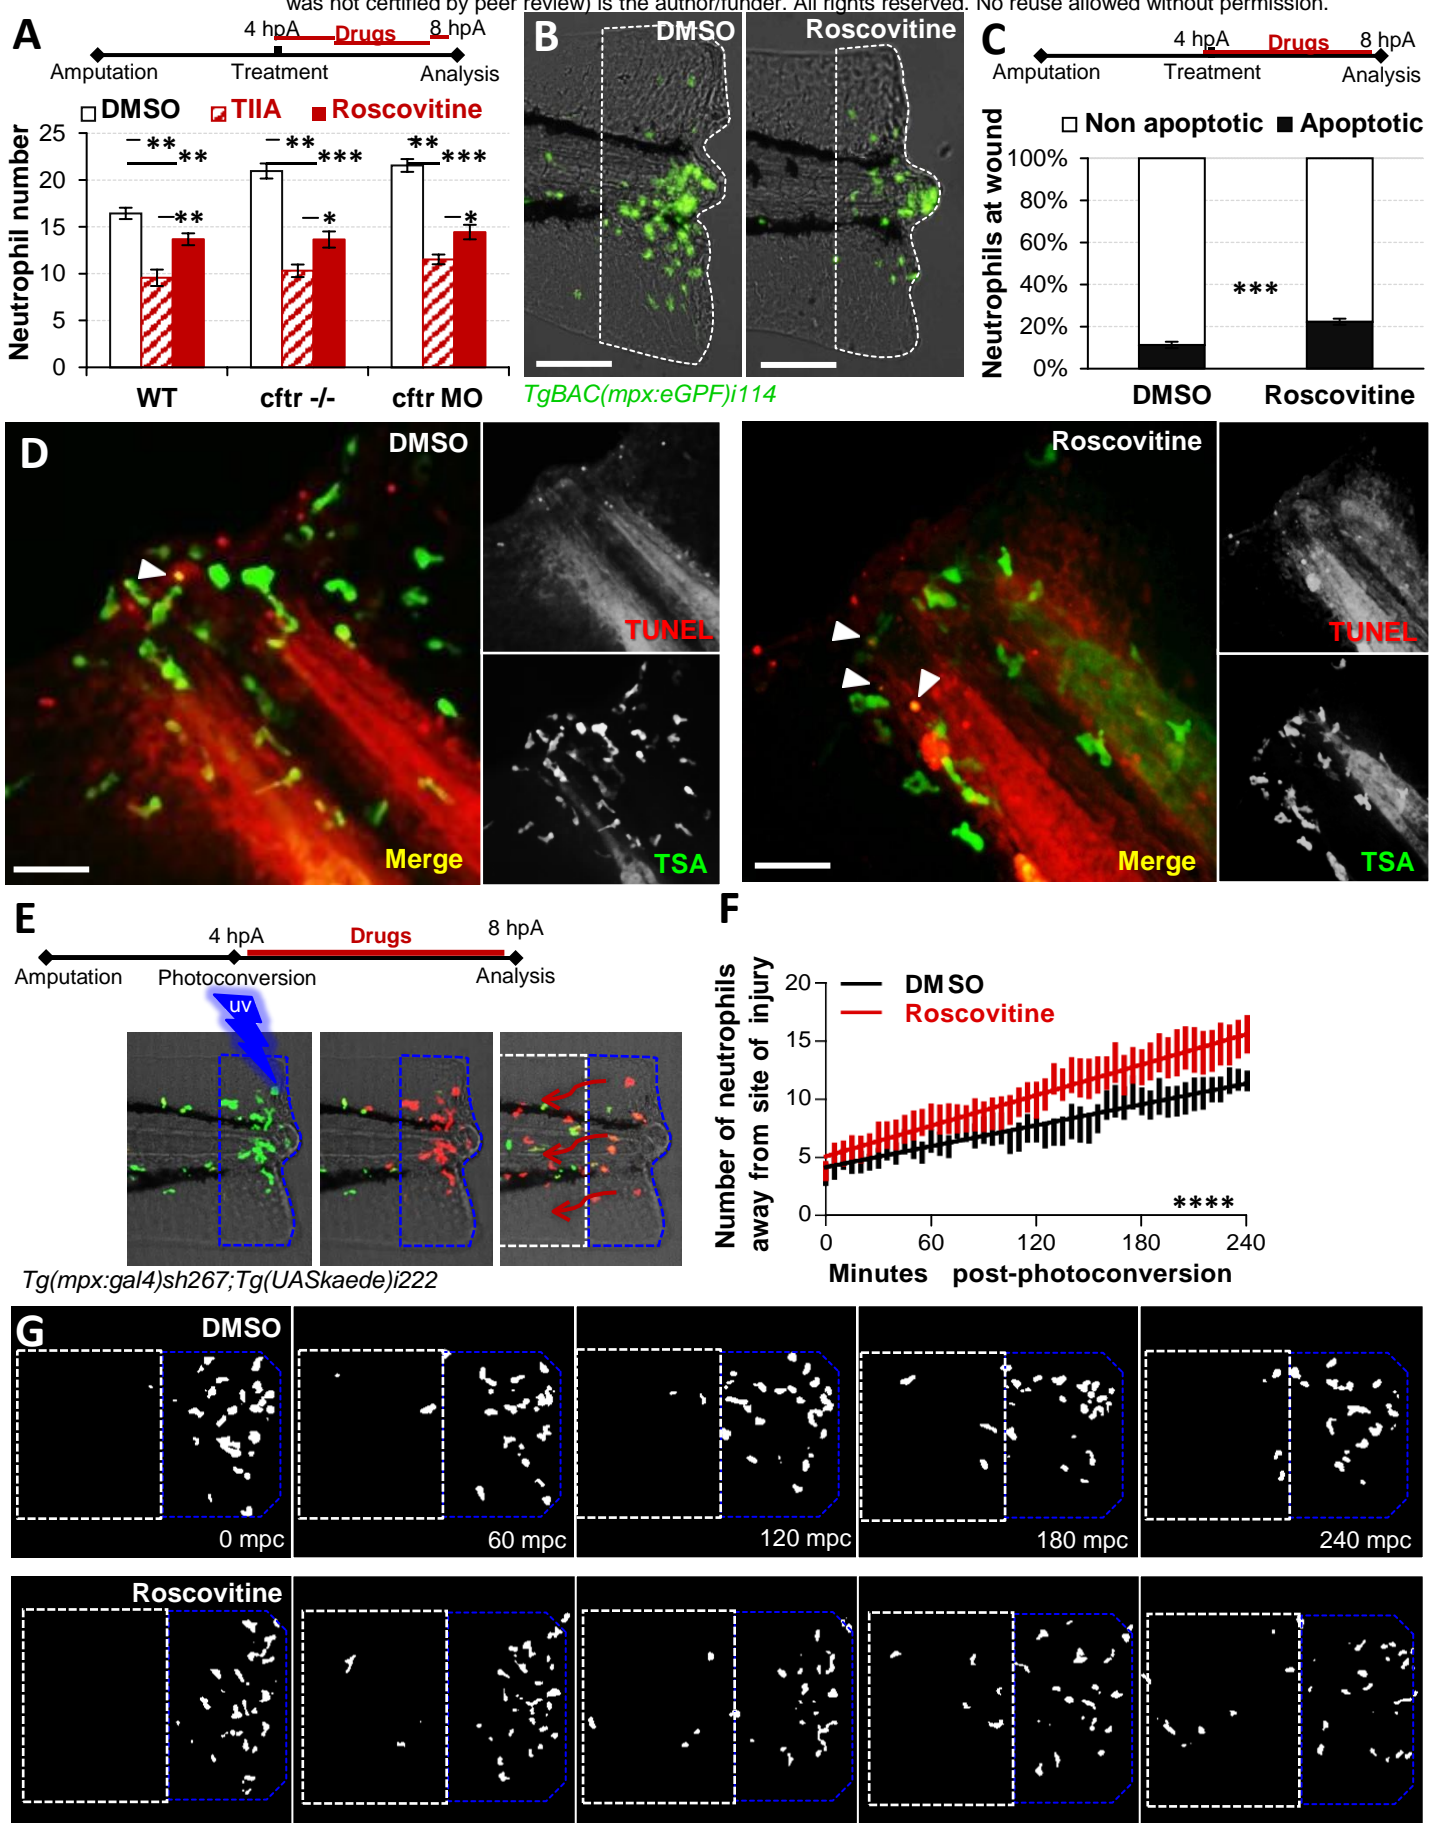 was not certified by peer review) is the author/funder. All rights reserved. No reuse allowed without permission.
A
4 hpA Drugs 8 hpA
Amputation Treatment Analysis
DMSO TIIA Roscovitine
Neutrophil number
25
20
15
10
5
0
** ** ** *** ** ***
** * *
WT cftr -/- cftr MO
B
DMSO Roscovitine
TgBAC(mpx:eGPF)i114
C
4 hpA Drugs 8 hpA
Amputation Treatment Analysis
Non apoptotic Apoptotic
Neutrophils at wound
100%
80%
60%
40%
20%
0%
***
DMSO Roscovitine
D
DMSO
TUNEL
Merge
TSA
Roscovitine
TUNEL
Merge
TSA
E
4 hpA Drugs 8 hpA
Amputation Photoconversion Analysis
uv
Tg(mpx:gal4)sh267;Tg(UASkaede)i222
F
Number of neutrophils
away from site of injury
DMSO
Roscovitine
20
15
10
5
0
****
0 60 120 180 240
Minutes post-photoconversion
G
DMSO
0 mpc 60 mpc 120 mpc 180 mpc 240 mpc
Roscovitine